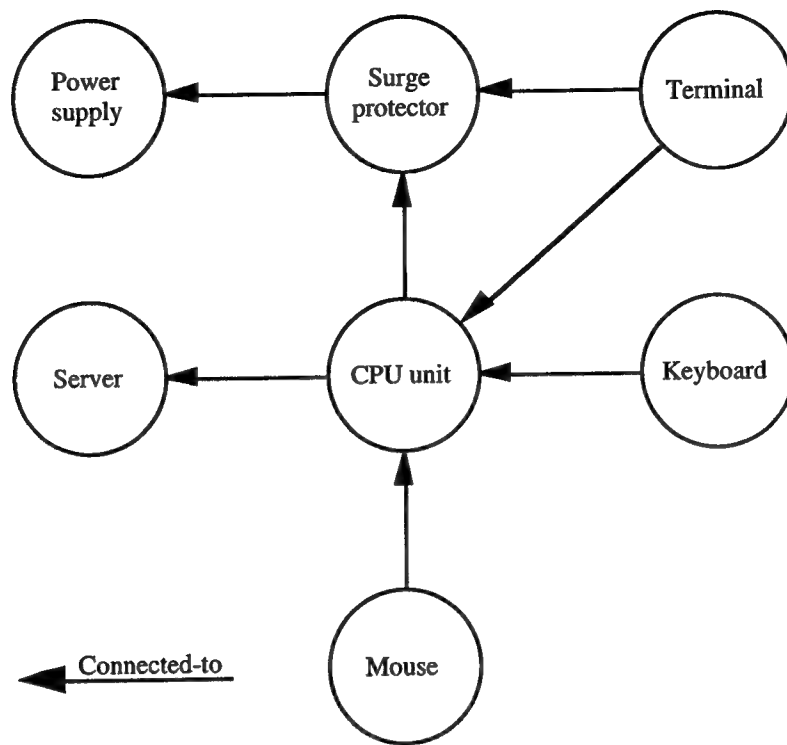 Power
supply
Surge
protector
Terminal
Server
CPU unit
Keyboard
Connected-to
Mouse